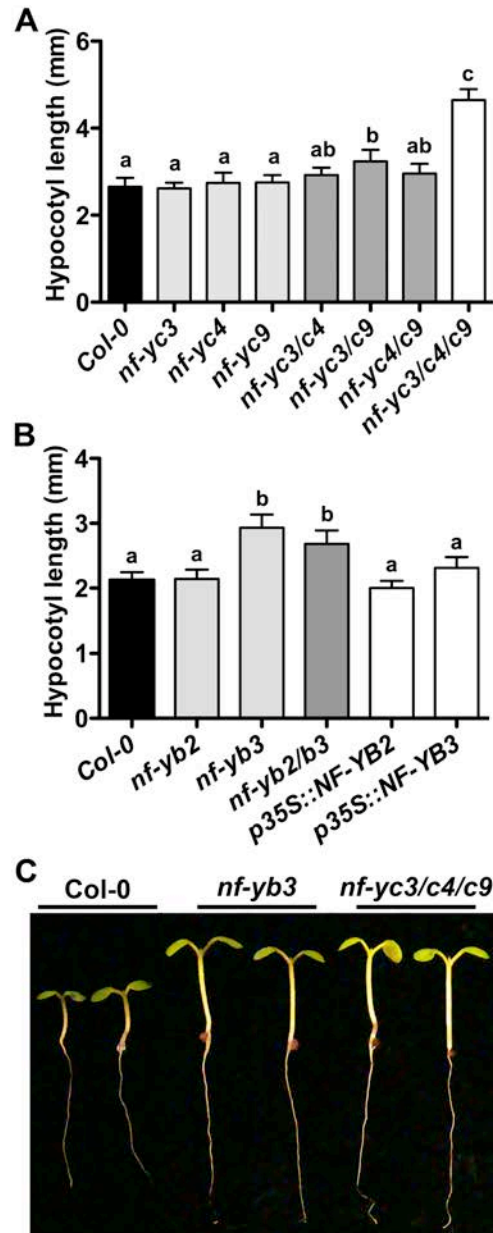 A
Hypocotyl length (mm)
6
4
2
0
a
a
a
a
ab
b
ab
c
Col-0
nf-yc3
nf-yc4
nf-yc9
nf-yc3/c4
nf-yc3/c9
nf-yc4/c9
nf-yc3/c4/c9
B
Hypocotyl length (mm)
4
3
2
1
0
a
a
b
b
a
a
Col-0
nf-yb2
nf-yb3
nf-yb2/b3
p35S::NF-YB2
p35S::NF-YB3
C
Col-0 nf-yb3 nf-yc3/c4/c9